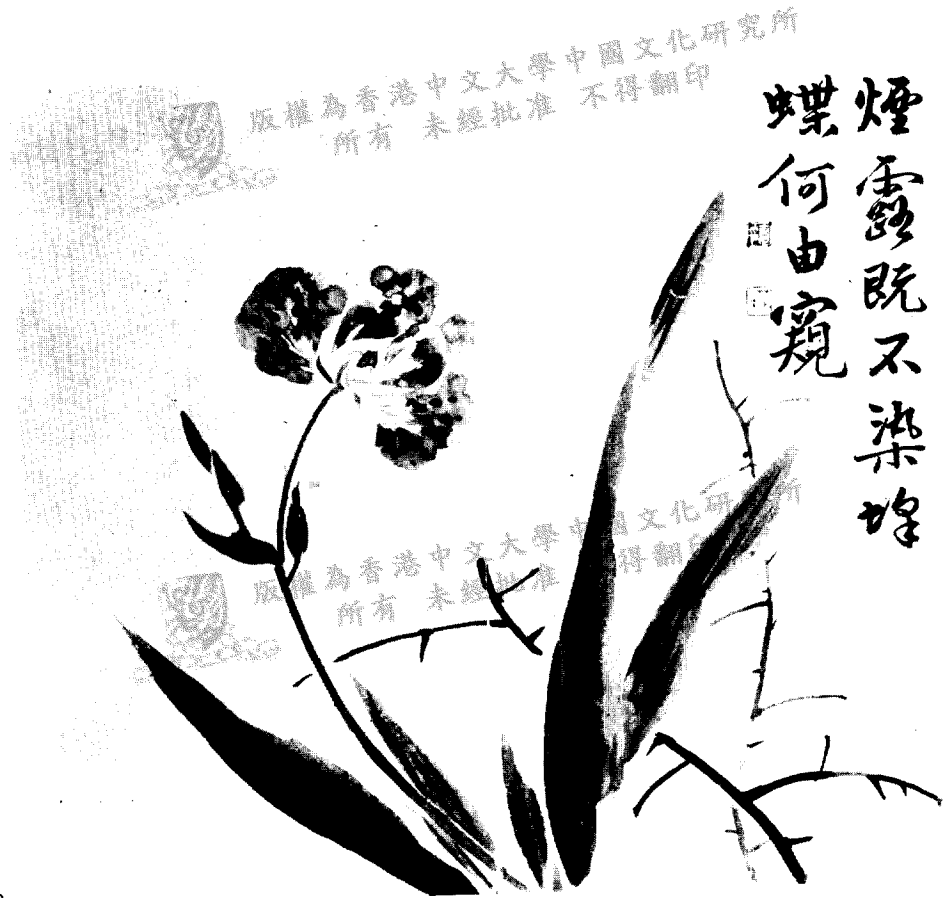 煙露既不染蜂
蝶何由窺
版權為香港中文大學中國文化研究所
所有 未經批准 不得翻印
版權為香港中文大學中國文化研究所
所有 未經批准 不得翻印